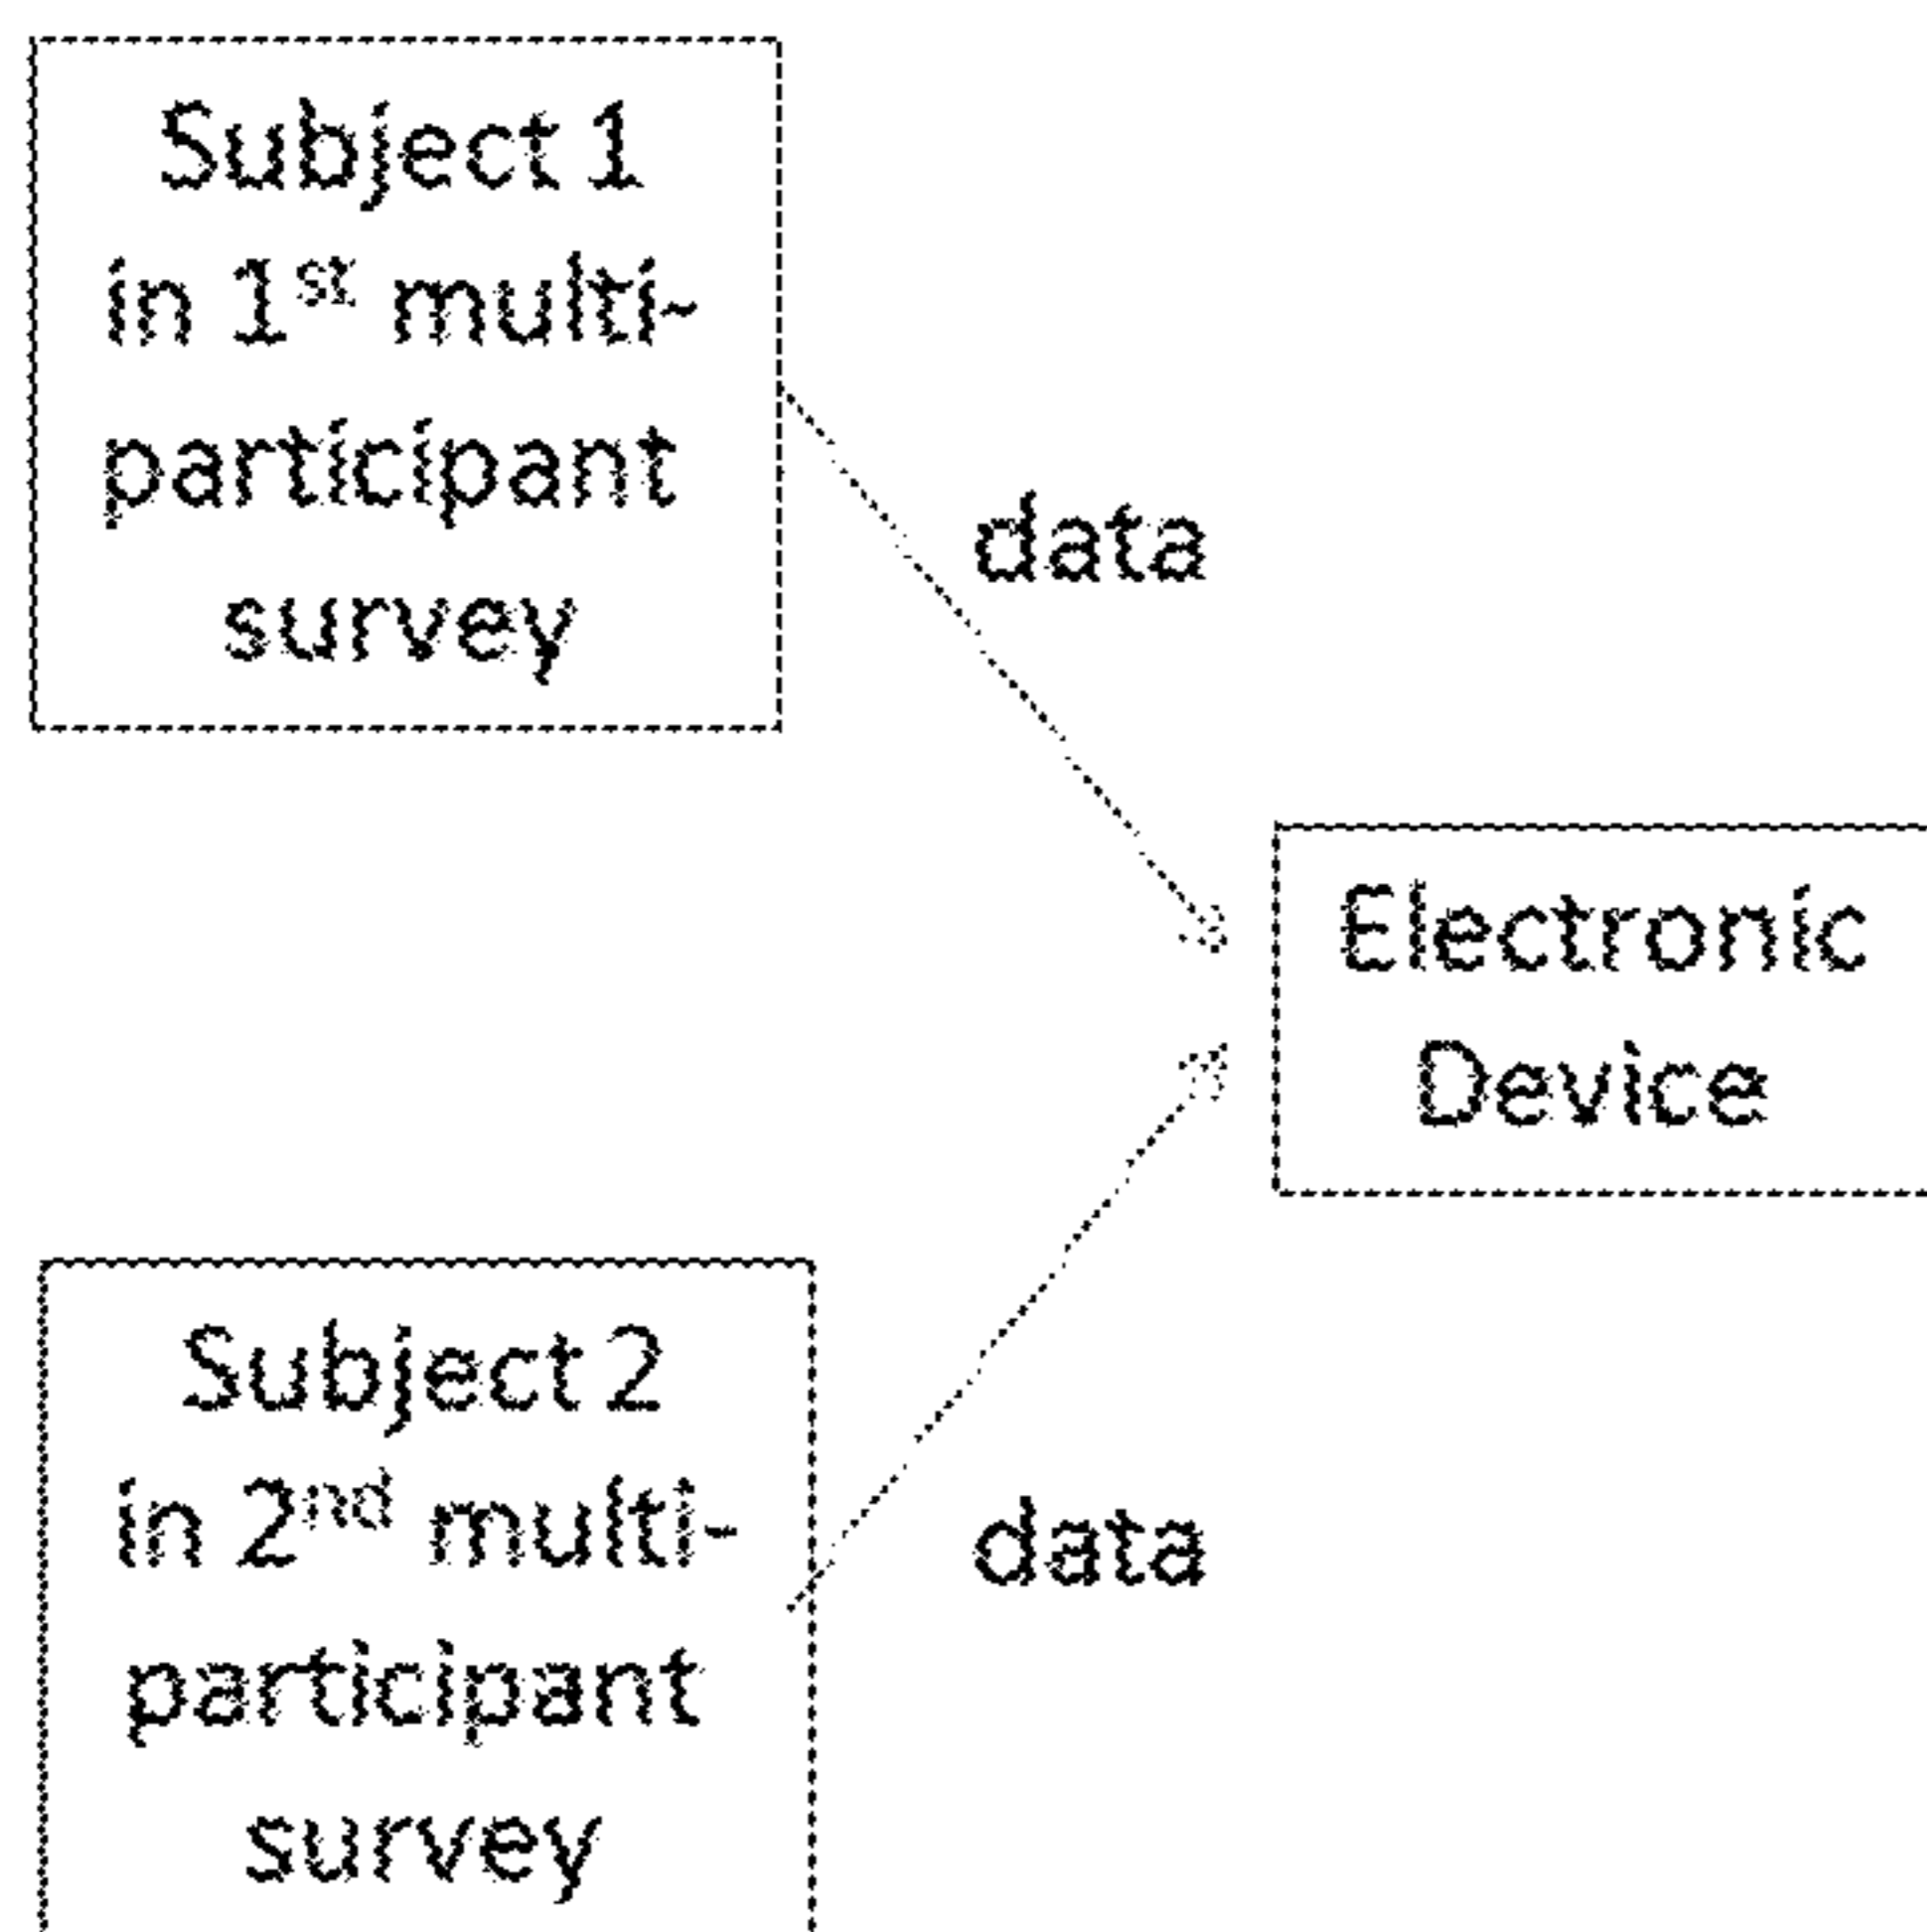 Subject 1
in 1st multi-
participant
survey
data
Electronic
Device
Subject 2
in 2nd multi-
participant
survey
data